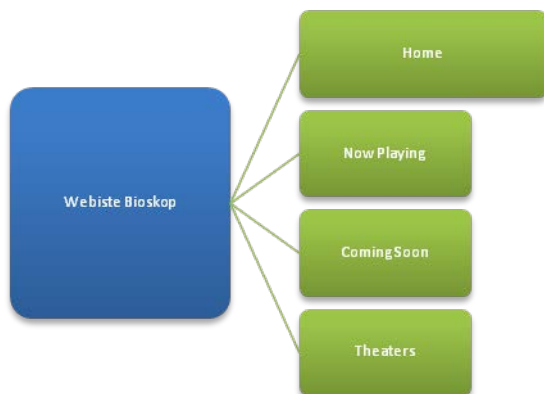 Home
Now Playing
Webiste Bioskop
Coming Soon
Theaters